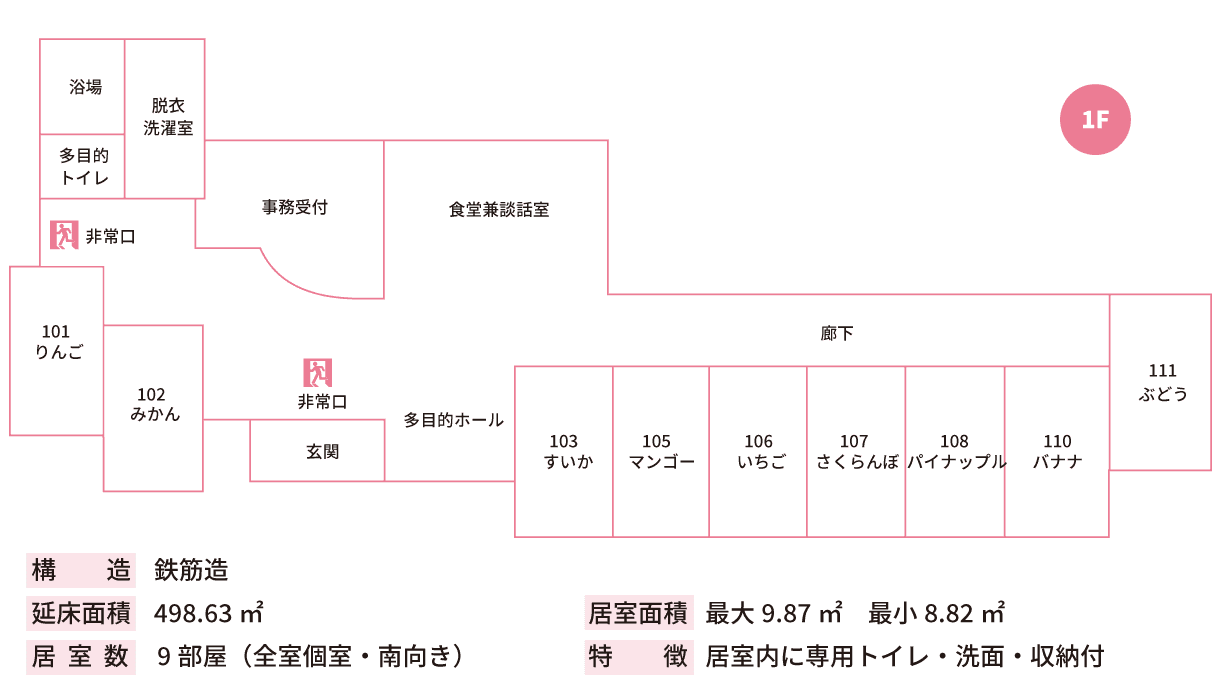 浴場
脱衣
洗濯室
1F
多目的
トイレ
事務受付
食堂兼談話室
非常口
101
りんご
廊下
102
みかん
非常口
111
ぶどう
玄関
多目的ホール
103
すいか
105
マンゴー
106
いちご
107
さくらんぼ
108
パイナップル
110
バナナ
構造 鉄筋造
延床面積 498.63 ㎡
居室面積 最大 9.87 ㎡ 最小 8.82 ㎡
居室数 9 部屋（全室個室・南向き）
特徴 居室内に専用トイレ・洗面・収納付